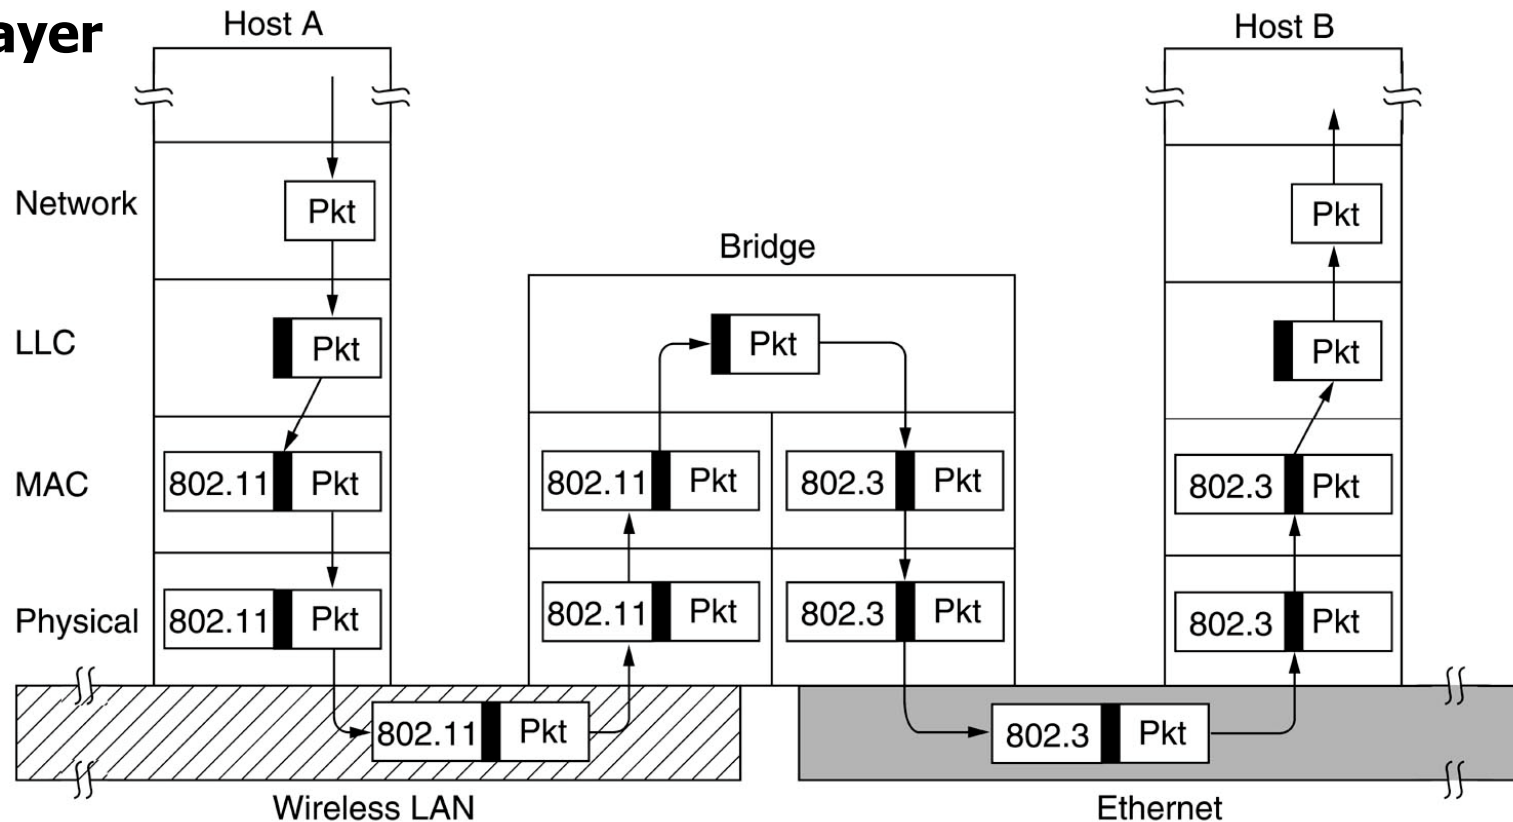 ayer
Host A
Host B
Network
Pkt
Pkt
Bridge
LLC
Pkt
Pkt
Pkt
MAC
802.11 Pkt
802.11 Pkt
802.3 Pkt
802.3 Pkt
Physical
802.11 Pkt
802.11 Pkt
802.3 Pkt
802.3 Pkt
802.11 Pkt
802.3 Pkt
Wireless LAN
Ethernet